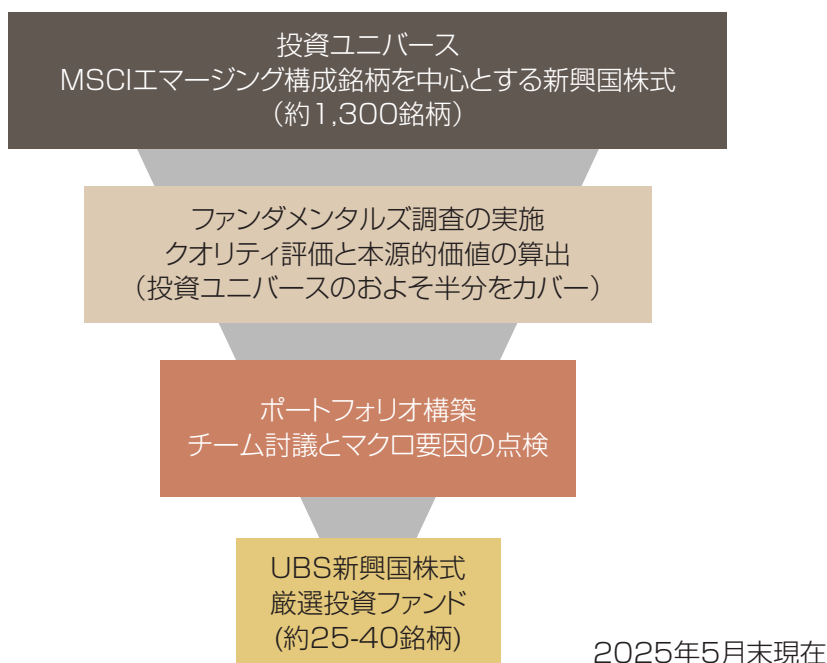 投資ユニバース
MSCIエマージング構成銘柄を中心とする新興国株式
（約1,300銘柄）
ファンダメンタルズ調査の実施
クオリティ評価と本源的価値の算出
（投資ユニバースのおよそ半分をカバー）
ポートフォリオ構築
チーム討議とマクロ要因の点検
UBS新興国株式
厳選投資ファンド
(約25-40銘柄)
2025年5月末現在